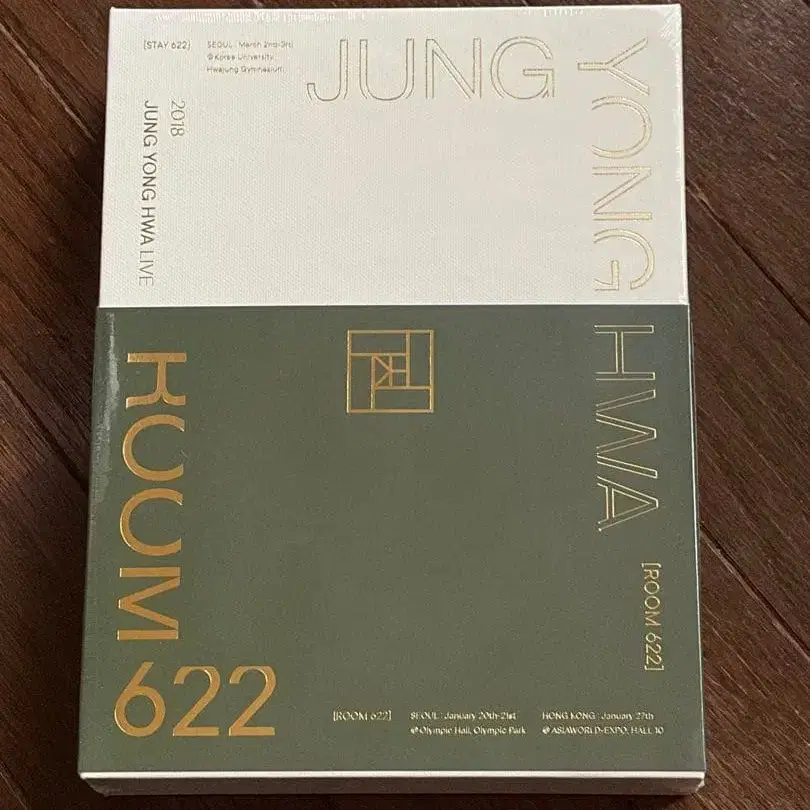 [STAY 622]
SEOUL : March 2nd-3rd
@ Korea University,
Hwajung Gymnasium
JUNG
YONG
HWA
2018
JUNG YONG HWA LIVE
ROOM
622
[ROOM 622]
[ROOM 622]
SEOUL : January 20th-21st
@ Olympic Hall, Olympic Park
HONG KONG : January 27th
@ ASIAWORLD-EXPO, HALL 10